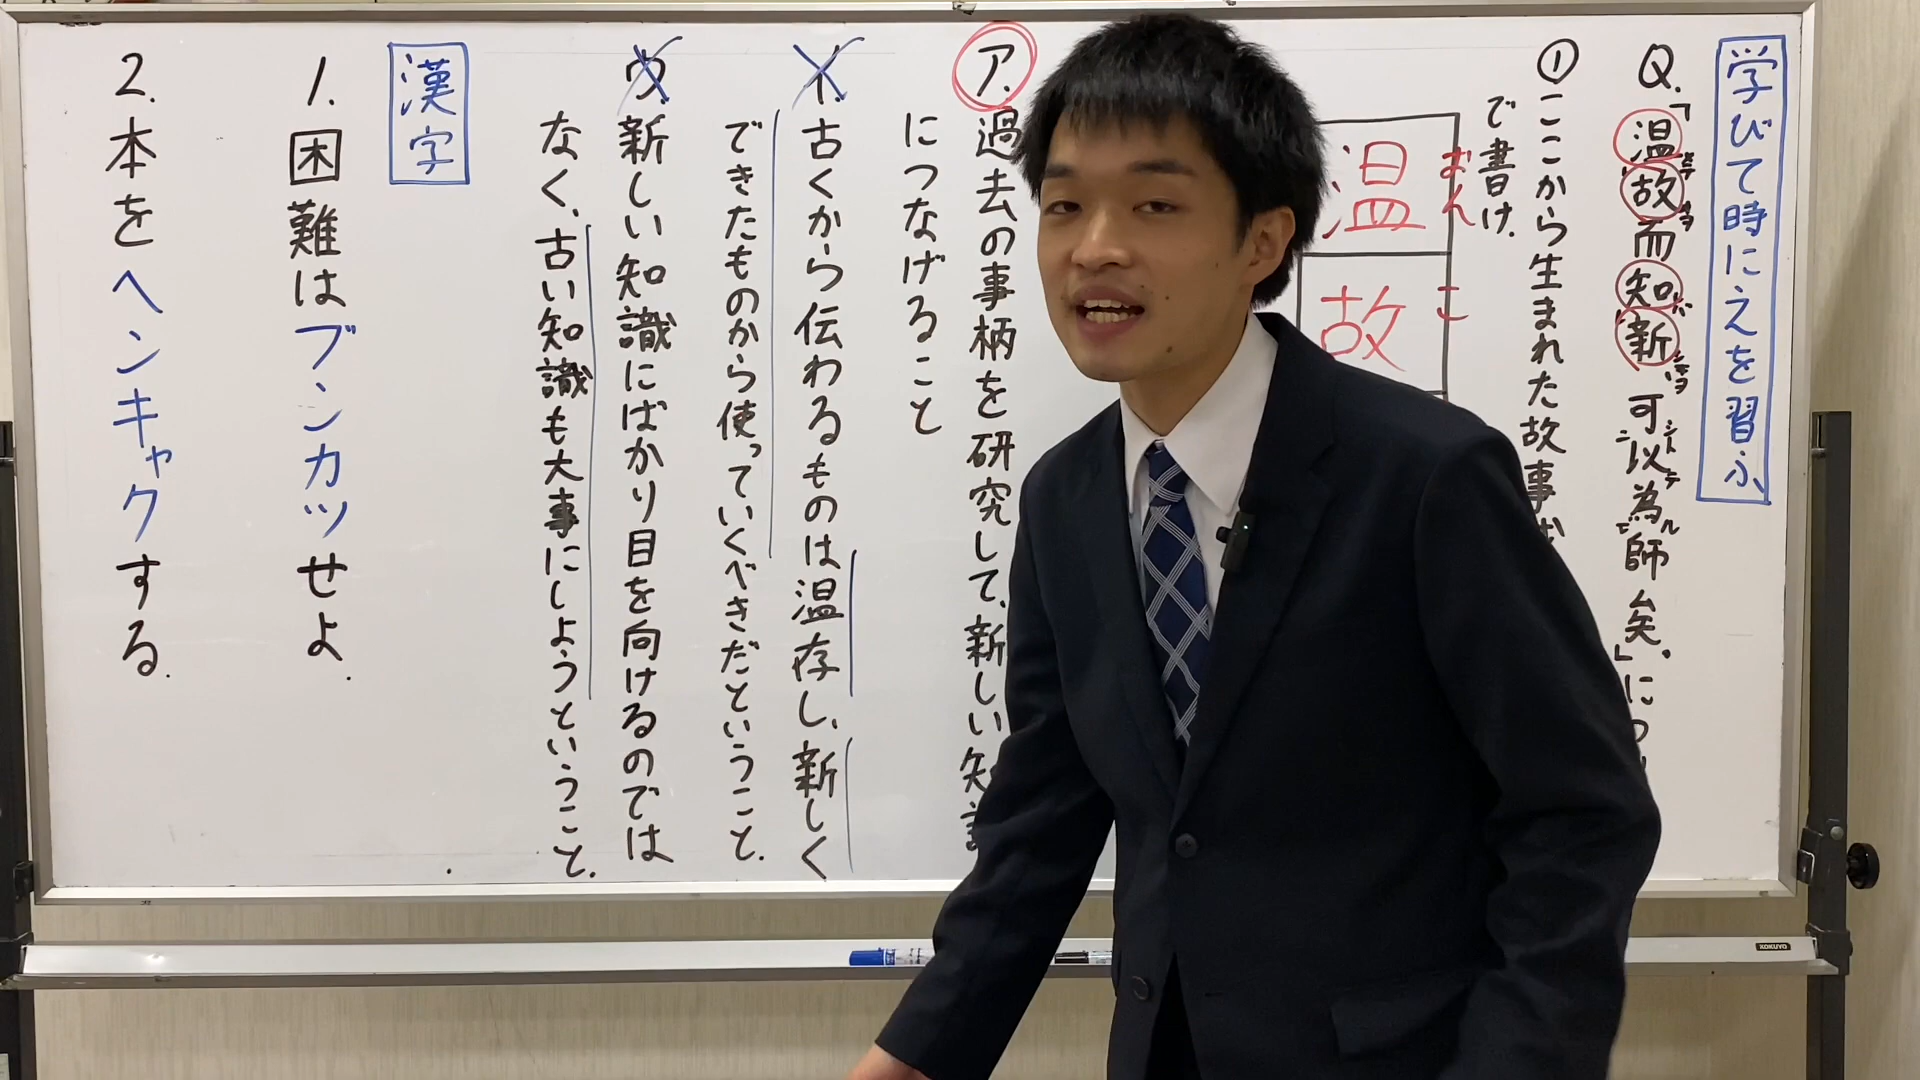 学びて時にえを習ふ
Q.「温故而知新可以為師矣。」につ
①ここから生まれた故事成
で書け.
おん
こ
温
故
ア.過去の事柄を研究して、新しい知識
につなげること
イ.古くから伝わるものは温存し、新しく
できたものから使っていくべきだということ.
ウ.新しい知識にばかり目を向けるのでは
なく、古い知識も大事にしようということ.
漢字
1.困難はブンカツせよ.
2.本をヘンキャクする.
KOKUYO